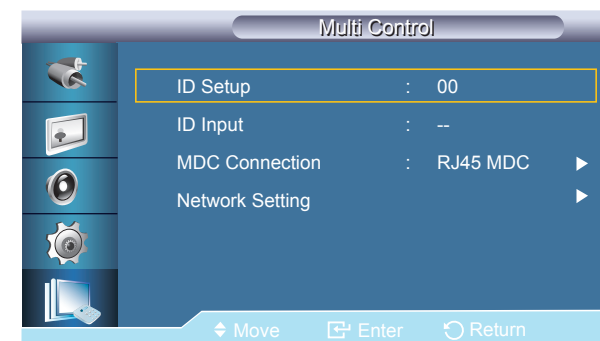 Multi Control
ID Setup : 00
ID Input : --
MDC Connection : RJ45 MDC
Network Setting
Move Enter Return